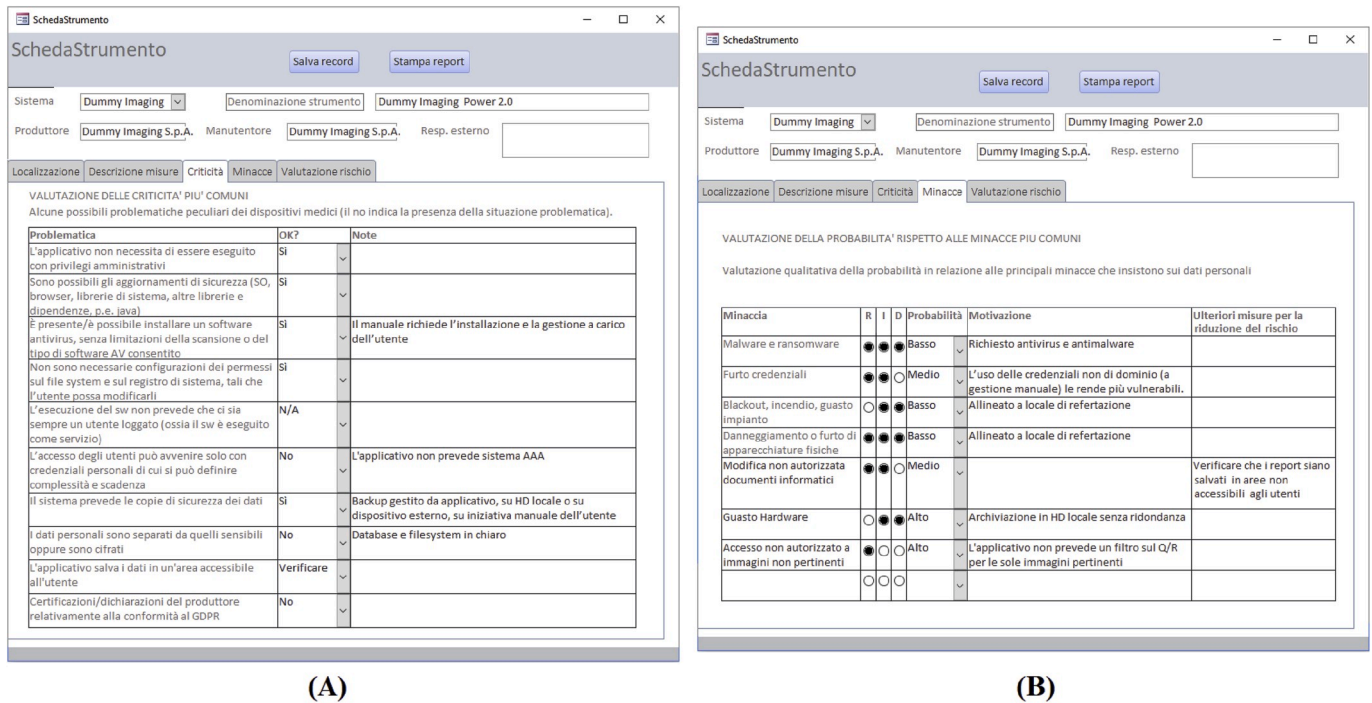 SchedaStrumento
SchedaStrumento
Salva record
Stampa report
Sistema
Dummy Imaging
Denominazione strumento
Dummy Imaging Power 2.0
Produttore
Dummy Imaging S.p.A.
Manutentore
Dummy Imaging S.p.A.
Resp. esterno
Localizzazione
Descrizione misure
Criticità
Minacce
Valutazione rischio
VALUTAZIONE DELLE CRITICITA' PIU' COMUNI
Alcune possibili problematiche peculiari dei dispositivi medici (il no indica la presenza della situazione problematica).
Problematica
OK?
Note
L'applicativo non necessita di essere eseguito
con privilegi amministrativi
Sì
Sono possibili gli aggiornamenti di sicurezza (SO,
browser, librerie di sistema, altre librerie e
dipendenze, p.e. java)
Sì
È presente/è possibile installare un software
antivirus, senza limitazioni della scansione o del
tipo di software AV consentito
Sì
Il manuale richiede l'installazione e la gestione a carico
dell'utente
Non sono necessarie configurazioni dei permessi
sul file system e sul registro di sistema, tali che
l'utente possa modificarli
Sì
L'esecuzione del sw non prevede che ci sia
sempre un utente loggato (ossia il sw è eseguito
come servizio)
N/A
L'accesso degli utenti può avvenire solo con
credenziali personali di cui si può definire
complessità e scadenza
No
L'applicativo non prevede sistema AAA
Il sistema prevede le copie di sicurezza dei dati
Sì
Backup gestito da applicativo, su HD locale o su
dispositivo esterno, su iniziativa manuale dell'utente
I dati personali sono separati da quelli sensibili
oppure sono cifrati
No
Database e filesystem in chiaro
L'applicativo salva i dati in un'area accessibile
all'utente
Verificare
Certificazioni/dichiarazioni del produttore
relativamente alla conformità al GDPR
No
(A)
SchedaStrumento
SchedaStrumento
Salva record
Stampa report
Sistema
Dummy Imaging
Denominazione strumento
Dummy Imaging Power 2.0
Produttore
Dummy Imaging S.p.A.
Manutentore
Dummy Imaging S.p.A.
Resp. esterno
Localizzazione
Descrizione misure
Criticità
Minacce
Valutazione rischio
VALUTAZIONE DELLA PROBABILITA' RISPETTO ALLE MINACCE PIU COMUNI
Valutazione qualitativa della probabilità in relazione alle principali minacce che insistono sui dati personali
Minaccia
R
I
D
Probabilità
Motivazione
Ulteriori misure per la
riduzione del rischio
Malware e ransomware
Basso
Richiesto antivirus e antimalware
Furto credenziali
Medio
L'uso delle credenziali non di dominio (a
gestione manuale) le rende più vulnerabili.
Blackout, incendio, guasto
impianto
Basso
Allineato a locale di refertazione
Danneggiamento o furto di
apparecchiature fisiche
Basso
Allineato a locale di refertazione
Modifica non autorizzata
documenti informatici
Medio
Verificare che i report siano
salvati in aree non
accessibili agli utenti
Guasto Hardware
Alto
Archiviazione in HD locale senza ridondanza
Accesso non autorizzato a
immagini non pertinenti
Alto
L'applicativo non prevede un filtro sul Q/R
per le sole immagini pertinenti
(B)